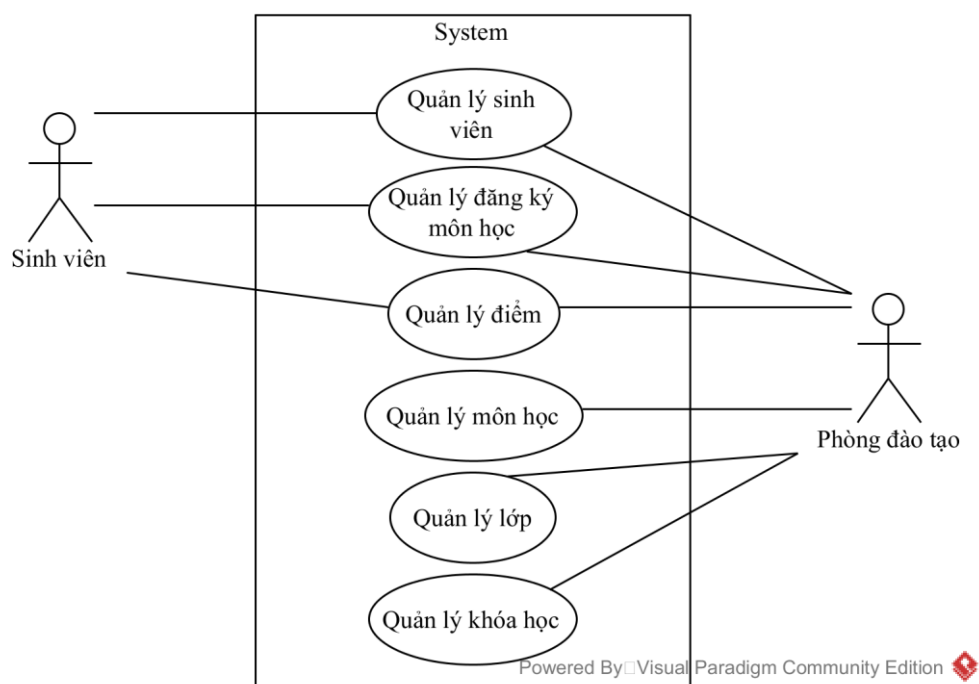 System
Quản lý sinh
viên
Quản lý đăng ký
môn học
Sinh viên
Quản lý điểm
Quản lý môn học
Phòng đào tạo
Quản lý lớp
Quản lý khóa học
Powered By□Visual Paradigm Community Edition